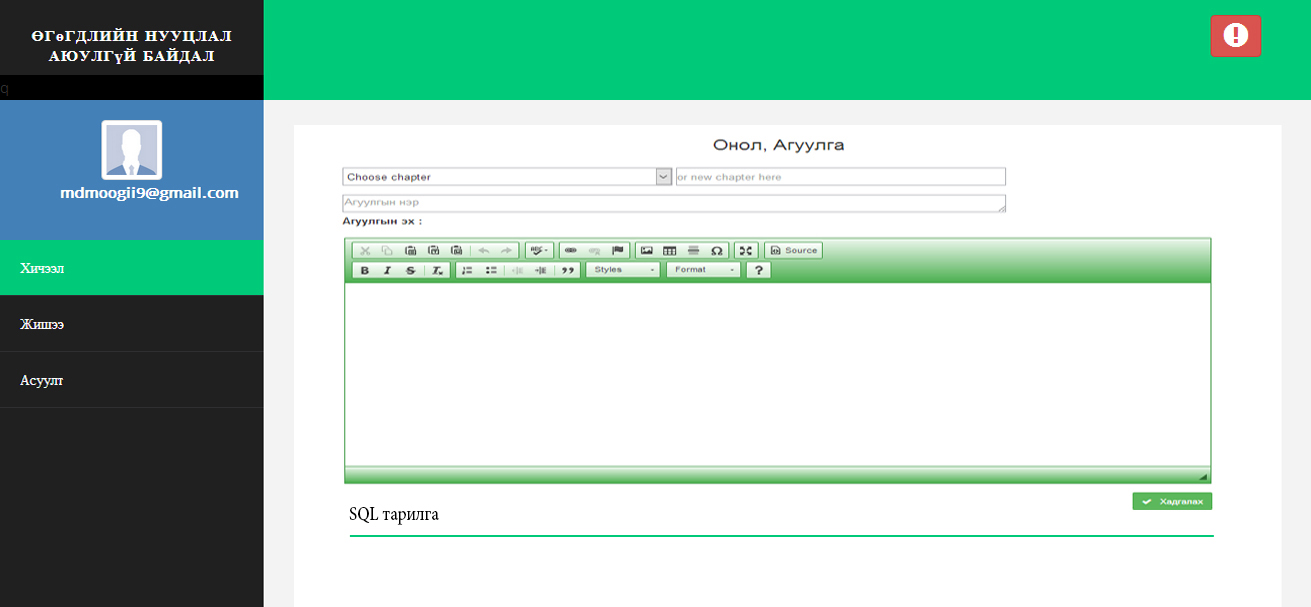 ӨГөГДЛИЙН НУУЦЛАЛ
АЮУЛГүЙ БАЙДАЛ
q
mdmoogii9@gmail.com
Хичээл
Жишээ
Асуулт
Онол, Агуулга
Choose chapter or new chapter here
Агуулгын нэр
Агуулгын эх :
Source
B I S Tx Styles Format ?
Хадгалах
SQL тарилга